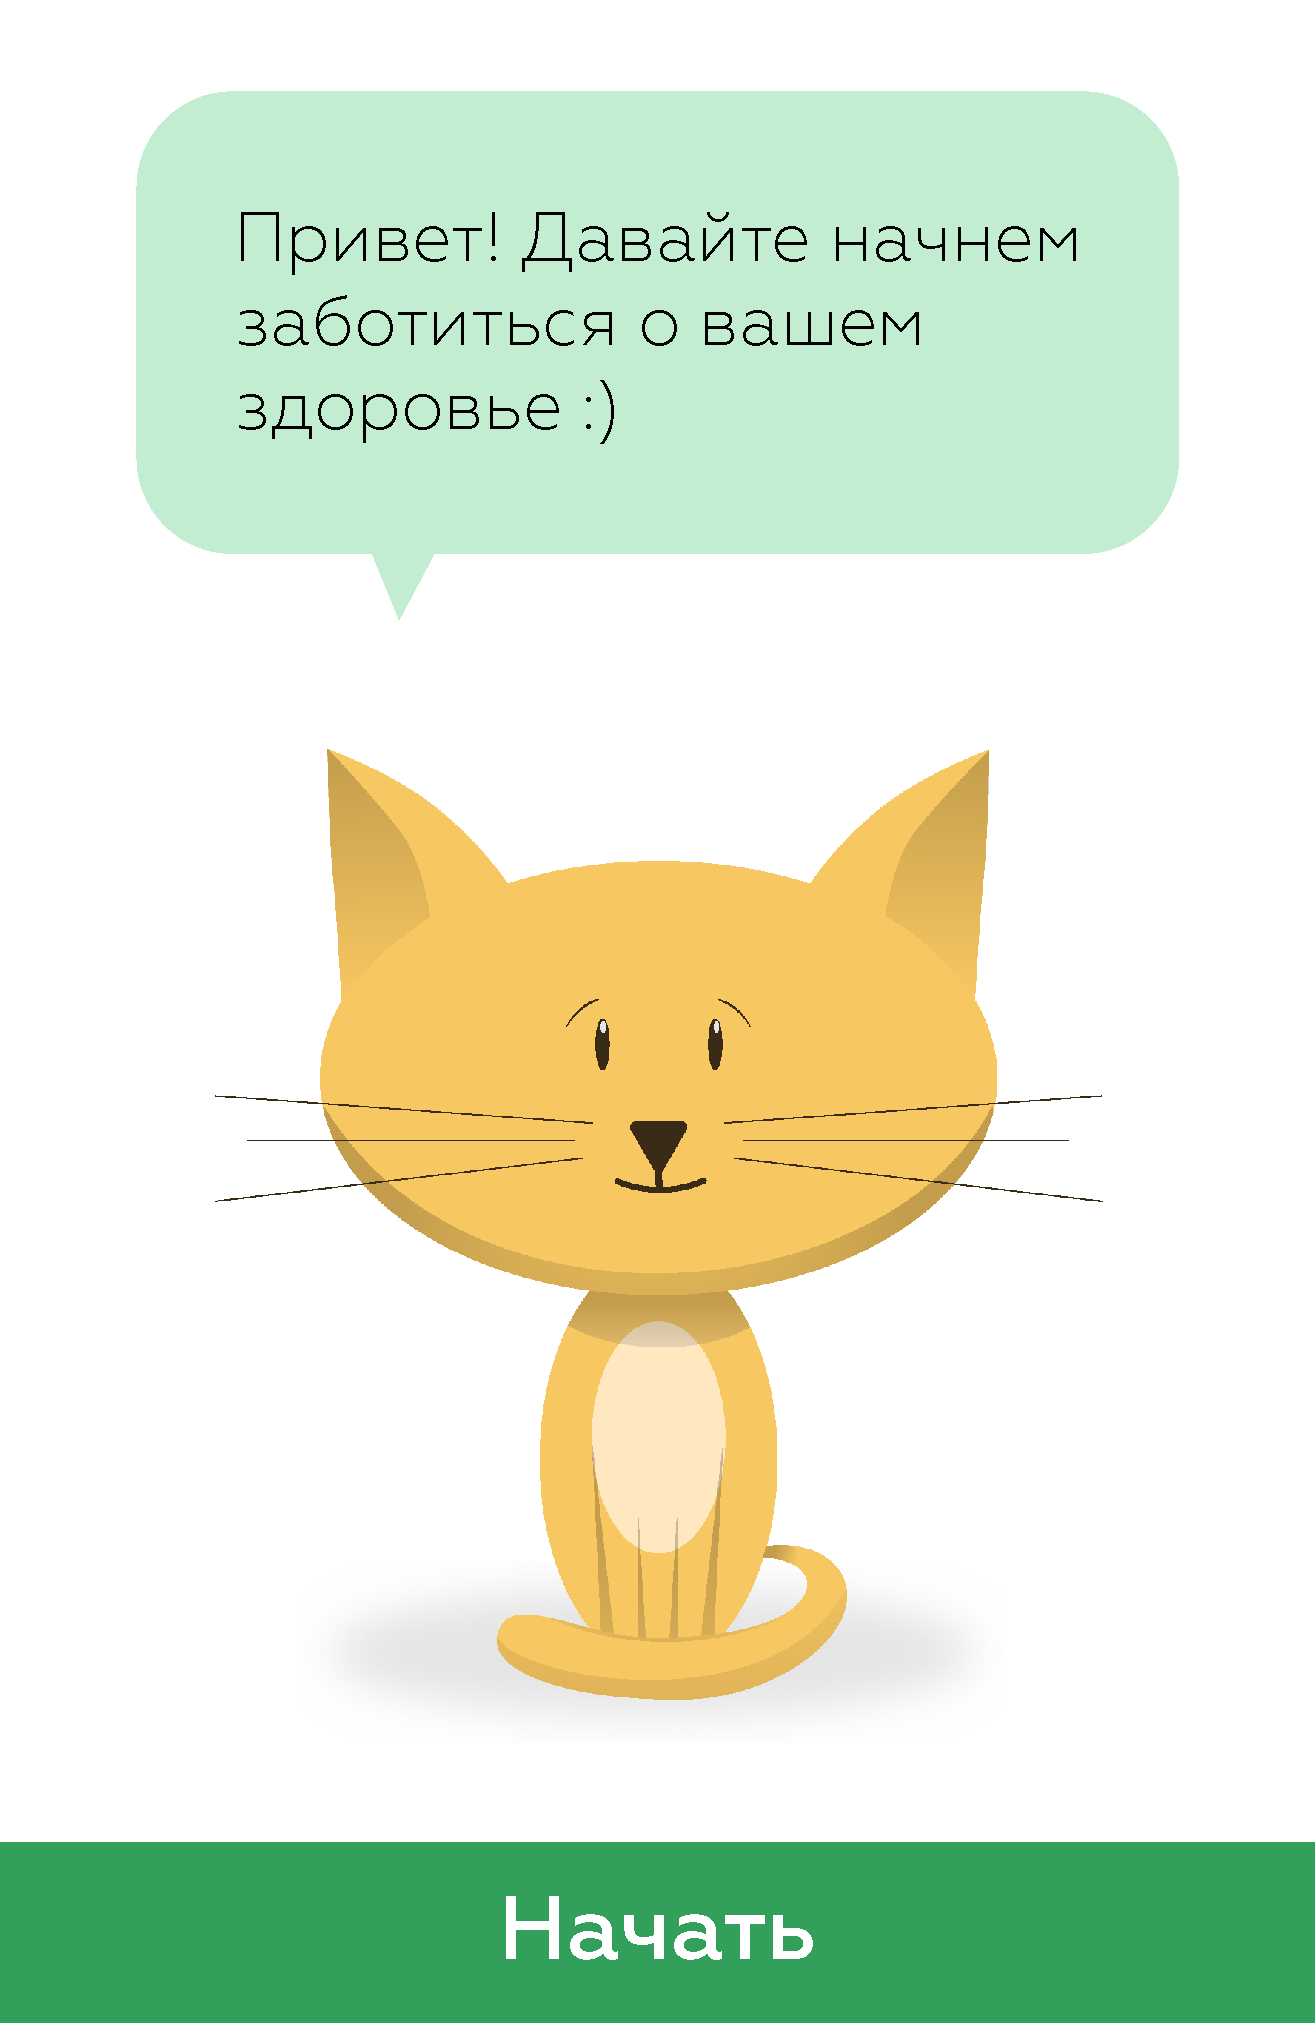 Привет! Давайте начнем
заботиться о вашем
здоровье :)
Начать